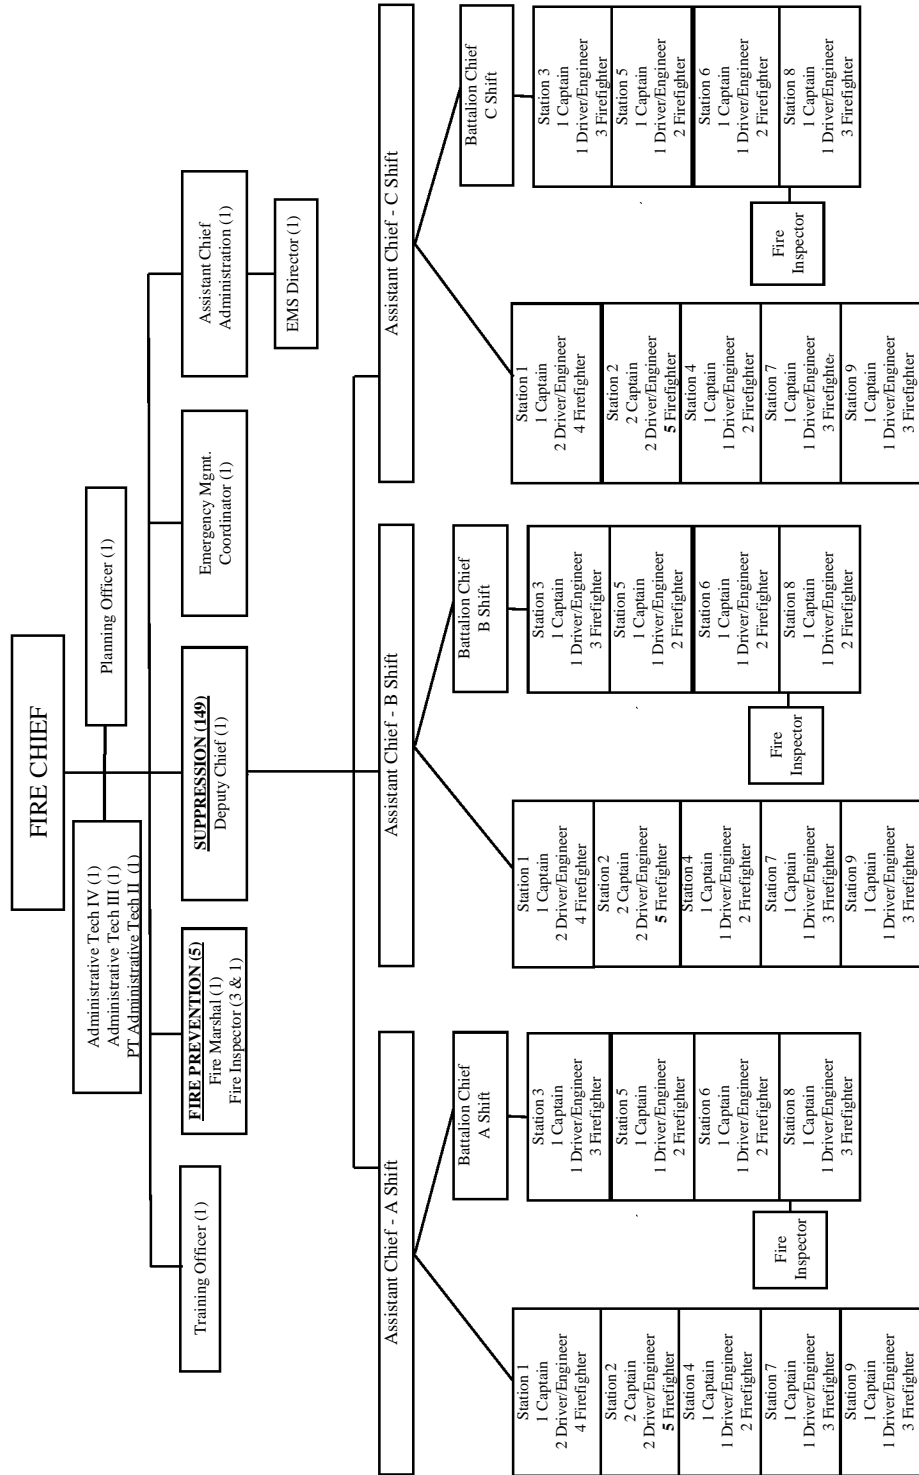 FIRE CHIEF
Administrative Tech IV (1)
Administrative Tech III (1)
PT Administrative Tech II (1)
Planning Officer (1)
Training Officer (1)
FIRE PREVENTION (5)
Fire Marshal (1)
Fire Inspector (3 & 1)
SUPPRESSION (149)
Deputy Chief (1)
Emergency Mgmt.
Coordinator (1)
Assistant Chief
Administration (1)
EMS Director (1)
Assistant Chief - A Shift
Battalion Chief
A Shift
Station 1
1 Captain
2 Driver/Engineer
4 Firefighter
Station 2
2 Captain
2 Driver/Engineer
5 Firefighter
Station 4
1 Captain
1 Driver/Engineer
2 Firefighter
Station 7
1 Captain
1 Driver/Engineer
3 Firefighter
Station 9
1 Captain
1 Driver/Engineer
3 Firefighter
Station 3
1 Captain
1 Driver/Engineer
3 Firefighter
Station 5
1 Captain
1 Driver/Engineer
2 Firefighter
Station 6
1 Captain
1 Driver/Engineer
2 Firefighter
Station 8
1 Captain
1 Driver/Engineer
3 Firefighter
Fire
Inspector
Assistant Chief - B Shift
Battalion Chief
B Shift
Station 1
1 Captain
2 Driver/Engineer
4 Firefighter
Station 2
2 Captain
2 Driver/Engineer
5 Firefighter
Station 4
1 Captain
1 Driver/Engineer
2 Firefighter
Station 7
1 Captain
1 Driver/Engineer
3 Firefighter
Station 9
1 Captain
1 Driver/Engineer
3 Firefighter
Station 3
1 Captain
1 Driver/Engineer
3 Firefighter
Station 5
1 Captain
1 Driver/Engineer
2 Firefighter
Station 6
1 Captain
1 Driver/Engineer
2 Firefighter
Station 8
1 Captain
1 Driver/Engineer
2 Firefighter
Fire
Inspector
Assistant Chief - C Shift
Battalion Chief
C Shift
Station 1
1 Captain
2 Driver/Engineer
4 Firefighter
Station 2
2 Captain
2 Driver/Engineer
5 Firefighter
Station 4
1 Captain
1 Driver/Engineer
2 Firefighter
Station 7
1 Captain
1 Driver/Engineer
3 Firefighter
Station 9
1 Captain
1 Driver/Engineer
3 Firefighter
Station 3
1 Captain
1 Driver/Engineer
3 Firefighter
Station 5
1 Captain
1 Driver/Engineer
2 Firefighter
Station 6
1 Captain
1 Driver/Engineer
2 Firefighter
Station 8
1 Captain
1 Driver/Engineer
3 Firefighter
Fire
Inspector